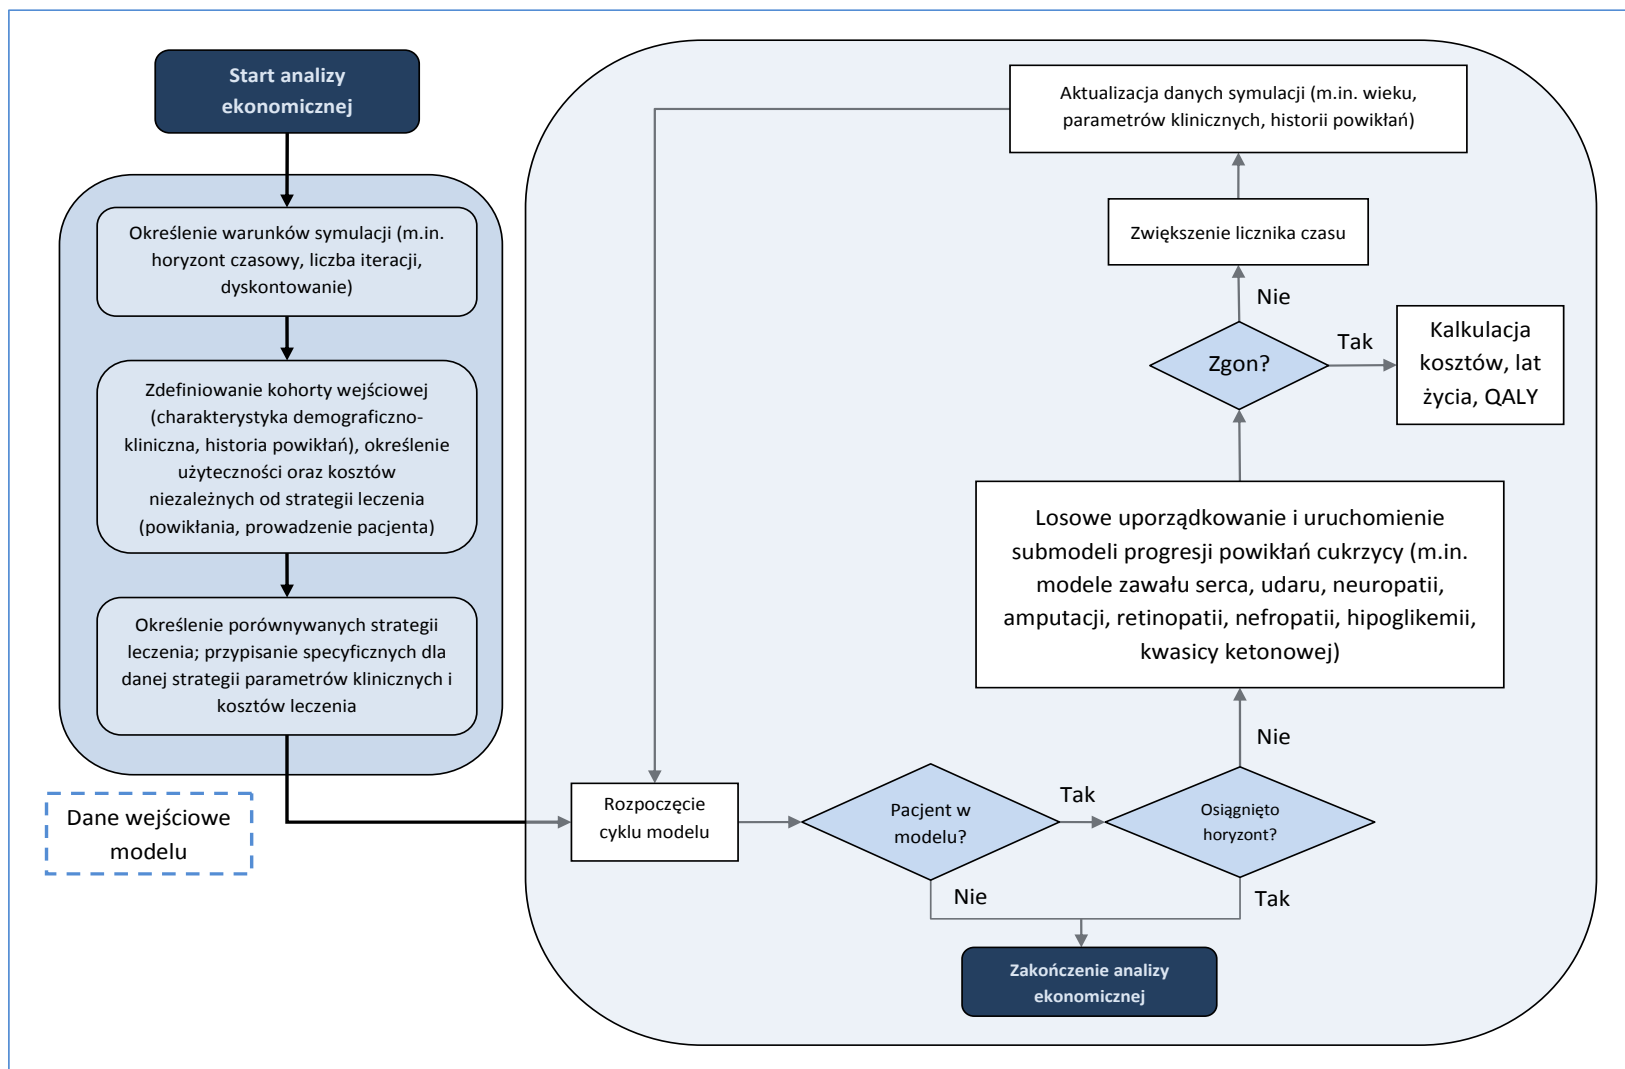 Start analizy
ekonomicznej
Określenie warunków symulacji (m.in.
horyzont czasowy, liczba iteracji,
dyskontowanie)
Zdefiniowanie kohorty wejściowej
(charakterystyka demograficzno-
kliniczna, historia powikłań), określenie
użyteczności oraz kosztów
niezależnych od strategii leczenia
(powikłania, prowadzenie pacjenta)
Określenie porównywanych strategii
leczenia; przypisanie specyficznych dla
danej strategii parametrów klinicznych i
kosztów leczenia
Dane wejściowe
modelu
Aktualizacja danych symulacji (m.in. wieku,
parametrów klinicznych, historii powikłań)
Zwiększenie licznika czasu
Nie
Zgon?
Tak
Kalkulacja
kosztów, lat
życia, QALY
Losowe uporządkowanie i uruchomienie
submodeli progresji powikłań cukrzycy (m.in.
modele zawału serca, udaru, neuropatii,
amputacji, retinopatii, nefropatii, hipoglikemii,
kwasicy ketonowej)
Nie
Rozpoczęcie
cyklu modelu
Pacjent w
modelu?
Tak
Osiągnięto
horyzont?
Nie
Tak
Zakończenie analizy
ekonomicznej